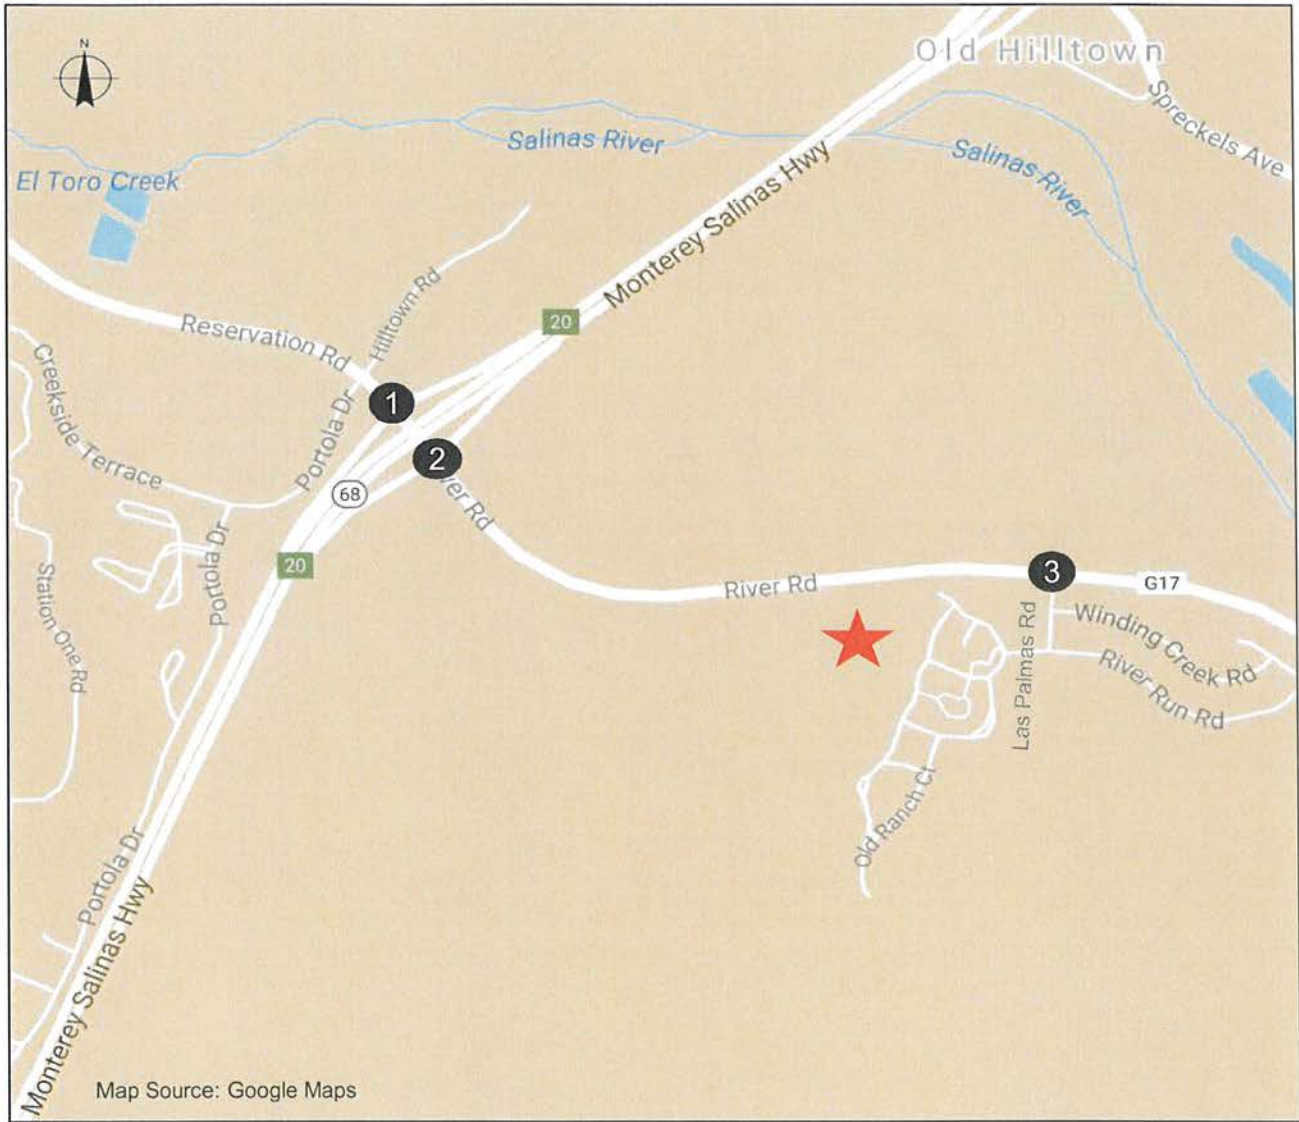 N
Old Hilltown
Spreckels Ave
Salinas River
Salinas River
El Toro Creek
Monterey Salinas Hwy
Hilltown Rd
Reservation Rd
20
Creekside Terrace
Portola Dr
1
2
68
River Rd
20
Portola Dr
Station One Rd
River Rd
3
G17
Las Palmas Rd
Winding Creek Rd
River Run Rd
Old Ranch Ct
Portola Dr
Monterey Salinas Hwy
Map Source: Google Maps